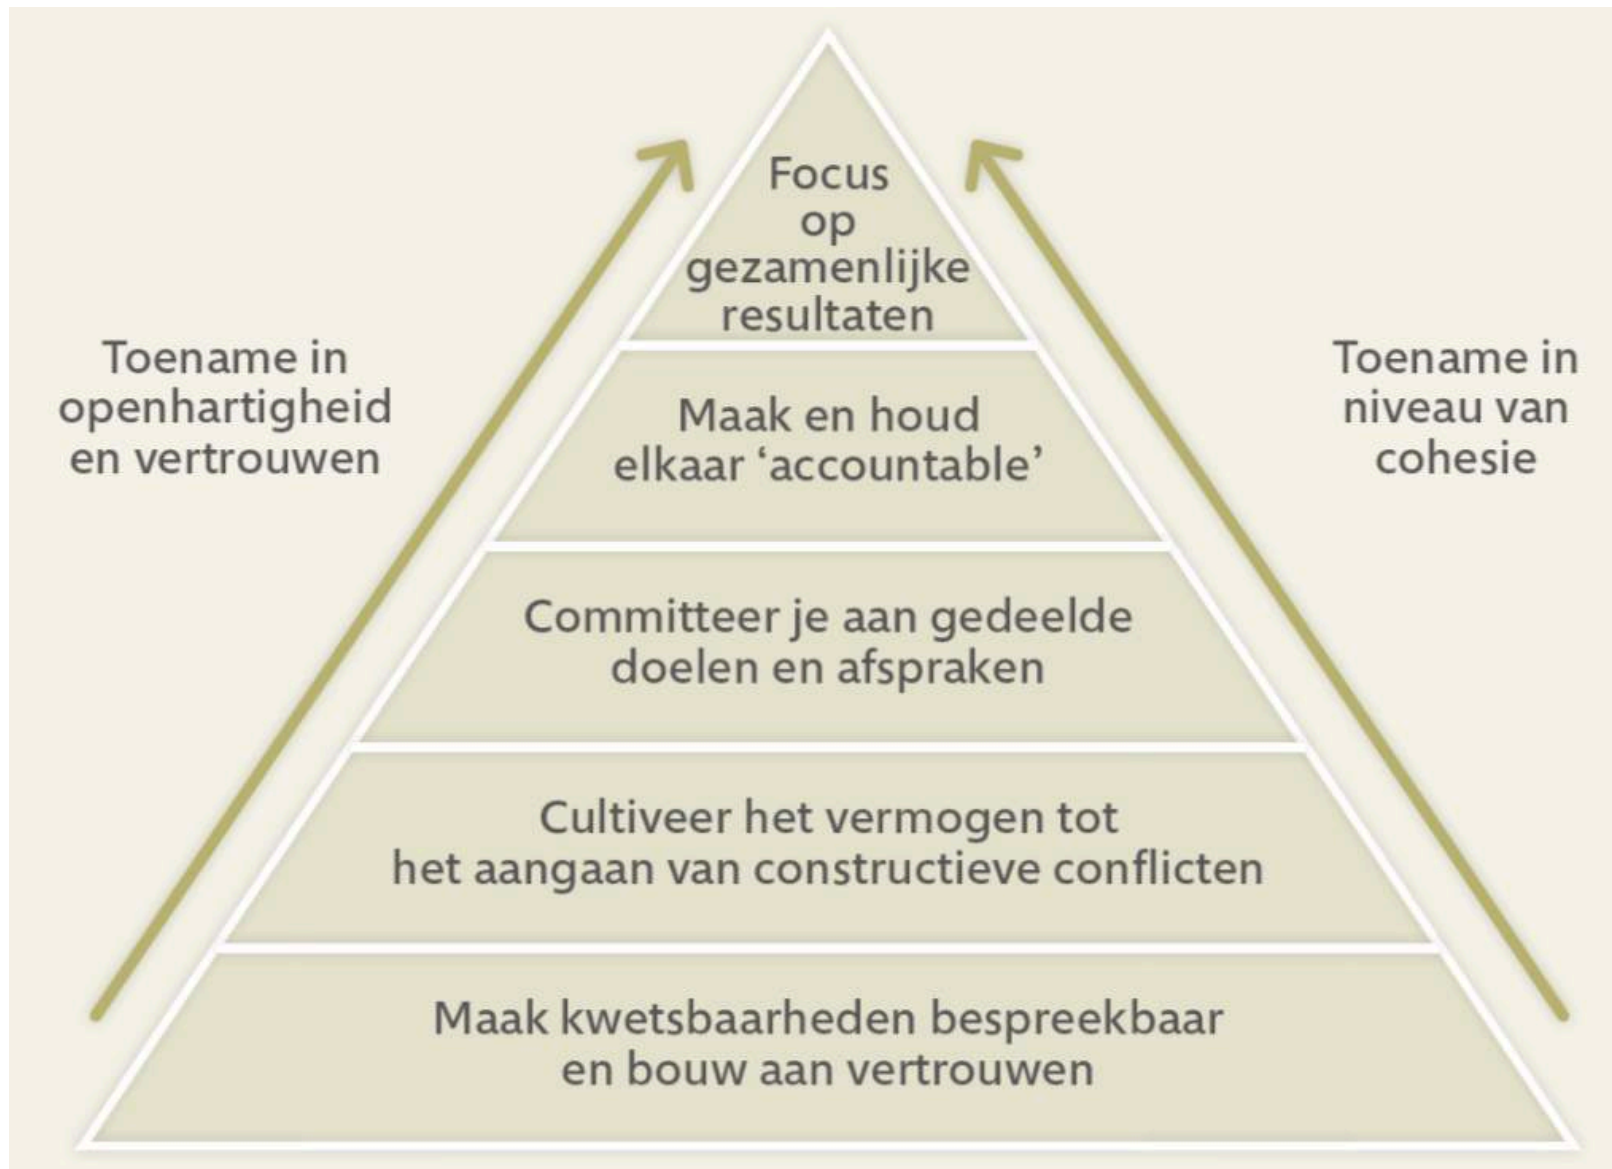 Focus
op
gezamenlijke
resultaten
Toename in
openhartigheid
en vertrouwen
Toename in
niveau van
cohesie
Maak en houd
elkaar ‘accountable’
Committeer je aan gedeelde
doelen en afspraken
Cultiveer het vermogen tot
het aangaan van constructieve conflicten
Maak kwetsbaarheden bespreekbaar
en bouw aan vertrouwen